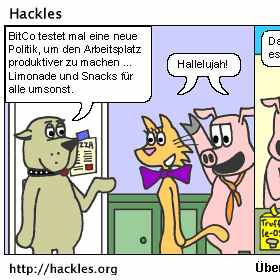 Hackles
BitCo testet mal eine neue
Politik, um den Arbeitsplatz
produktiver zu machen ...
Limonade und Snacks für
alle umsonst.
Hallelujah!
ZZA
http://hackles.org